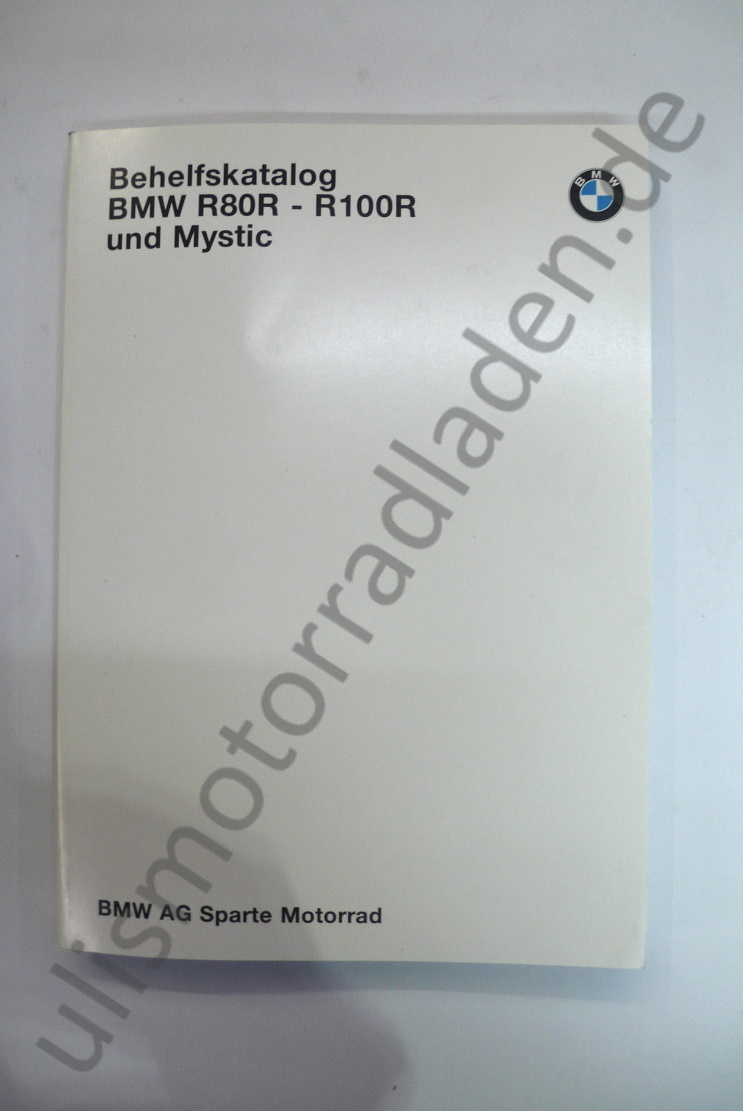 Behelfskatalog
BMW R80R - R100R
und Mystic
BMW
BMW AG Sparte Motorrad
ulismotorradladen.de